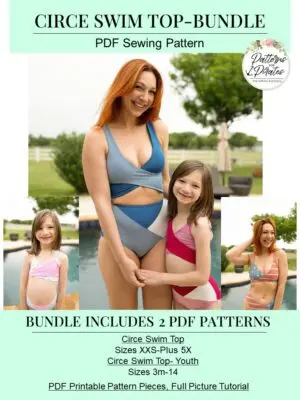 CIRCE SWIM TOP-BUNDLE
PDF Sewing Pattern
Patterns
for
Pirates
BUNDLE INCLUDES 2 PDF PATTERNS
Circe Swim Top
Sizes XXS-Plus 5X
Circe Swim Top- Youth
Sizes 3m-14
PDF Printable Pattern Pieces, Full Picture Tutorial